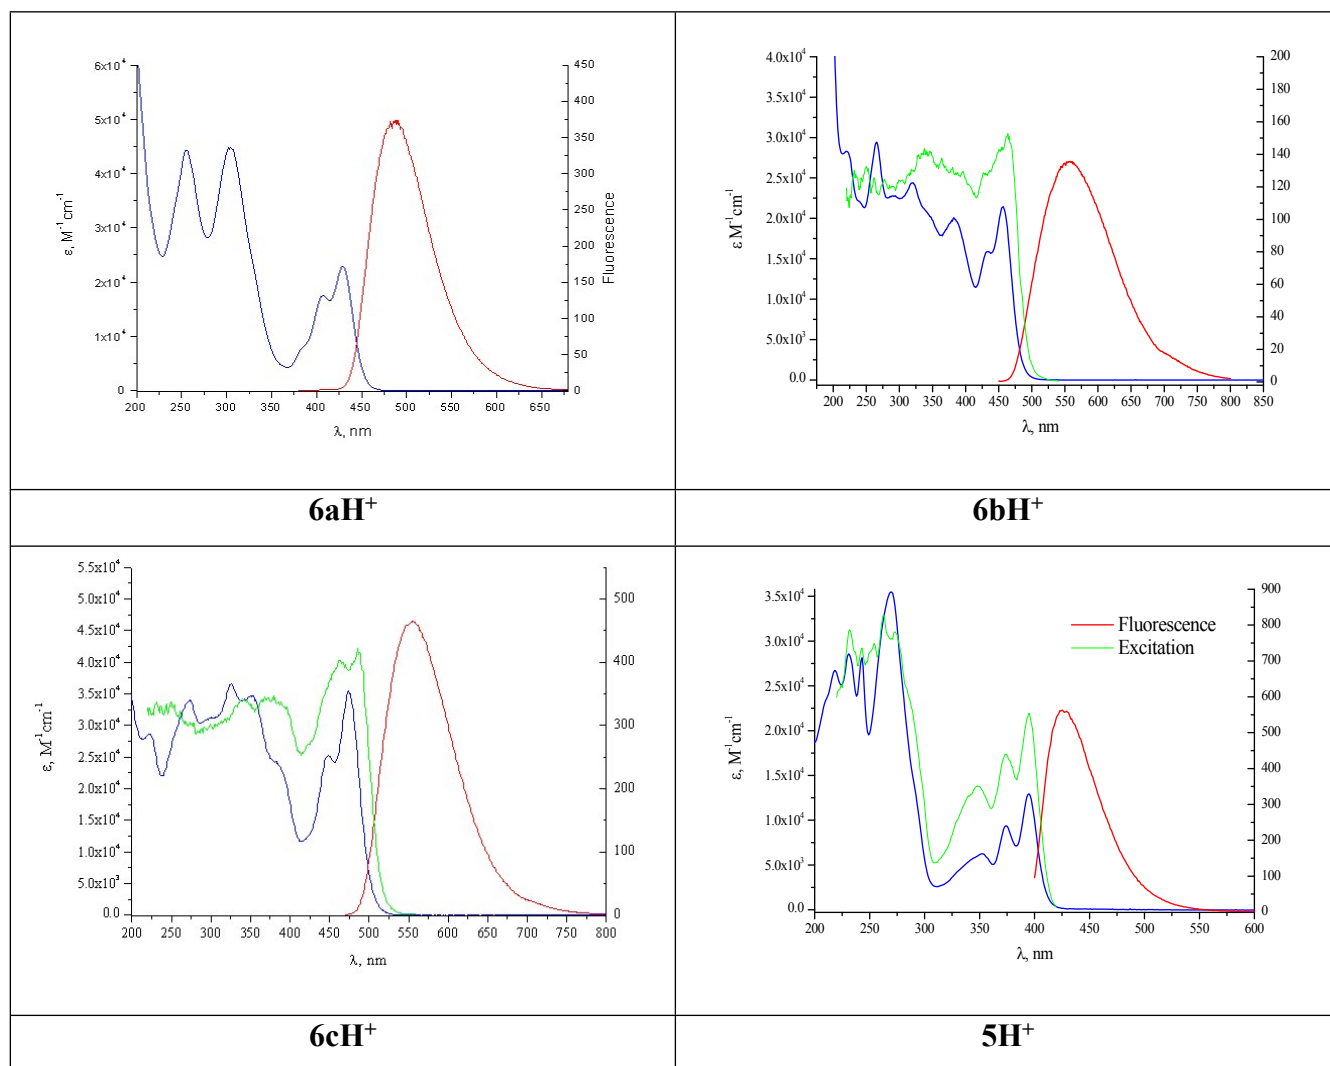 6x10⁴
5x10⁴
4x10⁴
3x10⁴
2x10⁴
1x10⁴
0
ε, M⁻¹cm⁻¹
450
400
350
300
250
200
150
100
50
0
Fluorescence
200 250 300 350 400 450 500 550 600 650
λ, nm
6aH⁺
4.0x10⁴
3.5x10⁴
3.0x10⁴
2.5x10⁴
2.0x10⁴
1.5x10⁴
1.0x10⁴
5.0x10³
0.0
ε M⁻¹cm⁻¹
200
180
160
140
120
100
80
60
40
20
0
200 250 300 350 400 450 500 550 600 650 700 750 800 850
λ, nm
6bH⁺
5.5x10⁴
5.0x10⁴
4.5x10⁴
4.0x10⁴
3.5x10⁴
3.0x10⁴
2.5x10⁴
2.0x10⁴
1.5x10⁴
1.0x10⁴
5.0x10³
0.0
ε, M⁻¹cm⁻¹
500
400
300
200
100
0
200 250 300 350 400 450 500 550 600 650 700 750 800
λ, nm
6cH⁺
3.5x10⁴
3.0x10⁴
2.5x10⁴
2.0x10⁴
1.5x10⁴
1.0x10⁴
5.0x10³
0.0
ε, M⁻¹cm⁻¹
Fluorescence
Excitation
900
800
700
600
500
400
300
200
100
0
200 250 300 350 400 450 500 550 600
λ, nm
5H⁺